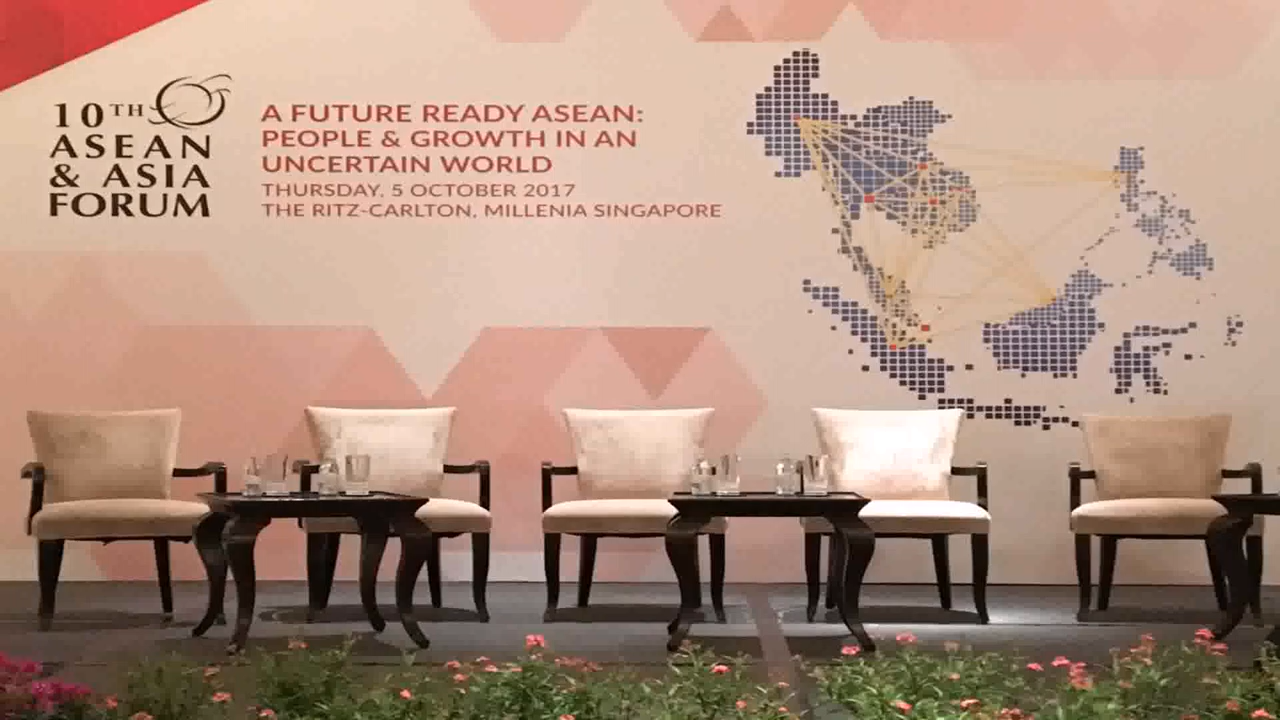 10TH
ASEAN
& ASIA
FORUM
A FUTURE READY ASEAN:
PEOPLE & GROWTH IN AN
UNCERTAIN WORLD
THURSDAY, 5 OCTOBER 2017
THE RITZ-CARLTON, MILLENIA SINGAPORE